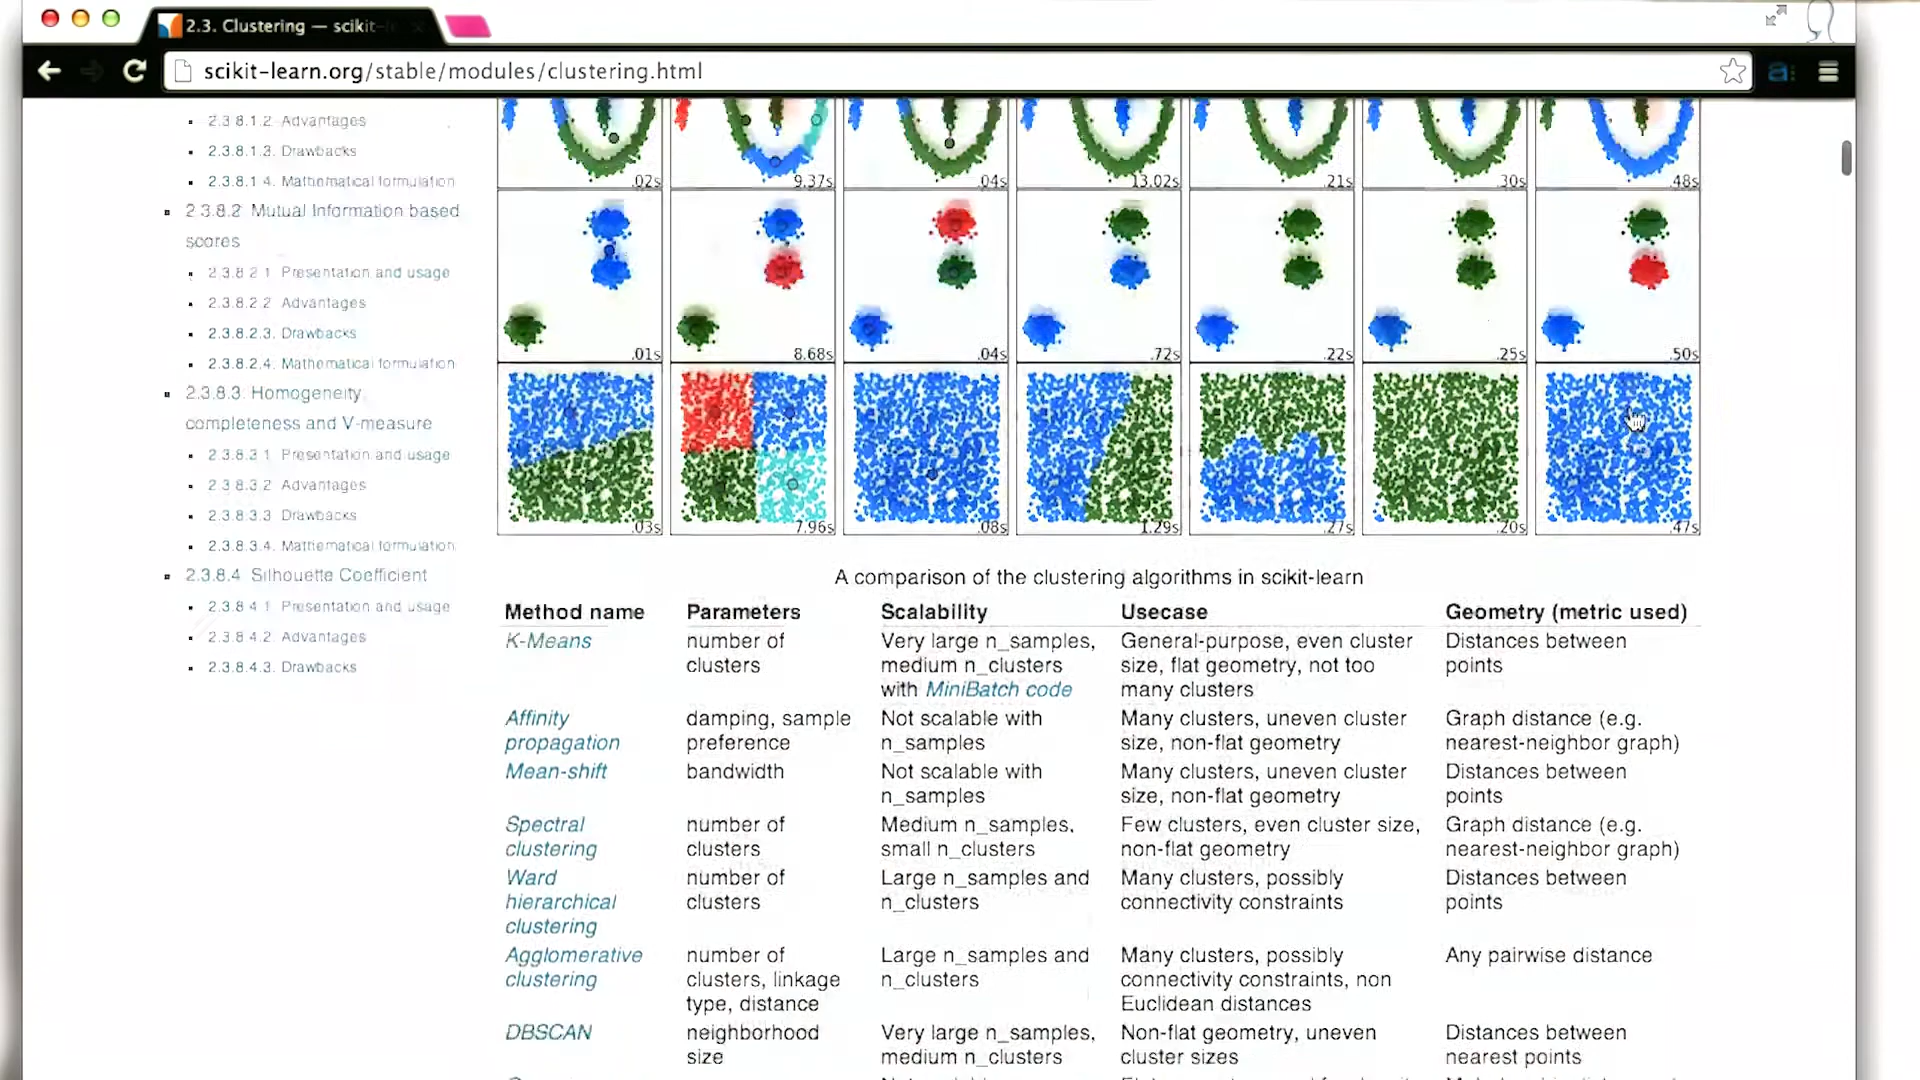 2.3. Clustering — scikit-
scikit-learn.org/stable/modules/clustering.html
2.3.8.1.2. Advantages
2.3.8.1.3. Drawbacks
2.3.8.1.4. Mathematical formulation
2.3.8.2. Mutual Information based
scores
2.3.8.2.1. Presentation and usage
2.3.8.2.2. Advantages
2.3.8.2.3. Drawbacks
2.3.8.2.4. Mathematical formulation
2.3.8.3. Homogeneity,
completeness and V-measure
2.3.8.3.1. Presentation and usage
2.3.8.3.2. Advantages
2.3.8.3.3. Drawbacks
2.3.8.3.4. Mathematical formulation
2.3.8.4. Silhouette Coefficient
2.3.8.4.1. Presentation and usage
2.3.8.4.2. Advantages
2.3.8.4.3. Drawbacks
.02s 9.37s .04s 13.02s .21s .30s .48s
.01s 8.68s .04s .72s .22s .25s .50s
.03s 7.96s .08s 1.29s .27s .20s .47s
A comparison of the clustering algorithms in scikit-learn
Method name Parameters Scalability Usecase Geometry (metric used)
K-Means number of Very large n_samples, General-purpose, even cluster Distances between
clusters medium n_clusters size, flat geometry, not too points
with MiniBatch code many clusters
Affinity damping, sample Not scalable with Many clusters, uneven cluster Graph distance (e.g.
propagation preference n_samples size, non-flat geometry nearest-neighbor graph)
Mean-shift bandwidth Not scalable with Many clusters, uneven cluster Distances between
n_samples size, non-flat geometry points
Spectral number of Medium n_samples, Few clusters, even cluster size, Graph distance (e.g.
clustering clusters small n_clusters non-flat geometry nearest-neighbor graph)
Ward number of Large n_samples and Many clusters, possibly Distances between
hierarchical clusters n_clusters connectivity constraints points
clustering
Agglomerative number of Large n_samples and Many clusters, possibly Any pairwise distance
clustering clusters, linkage n_clusters connectivity constraints, non
type, distance Euclidean distances
DBSCAN neighborhood Very large n_samples, Non-flat geometry, uneven Distances between
size medium n_clusters cluster sizes nearest points